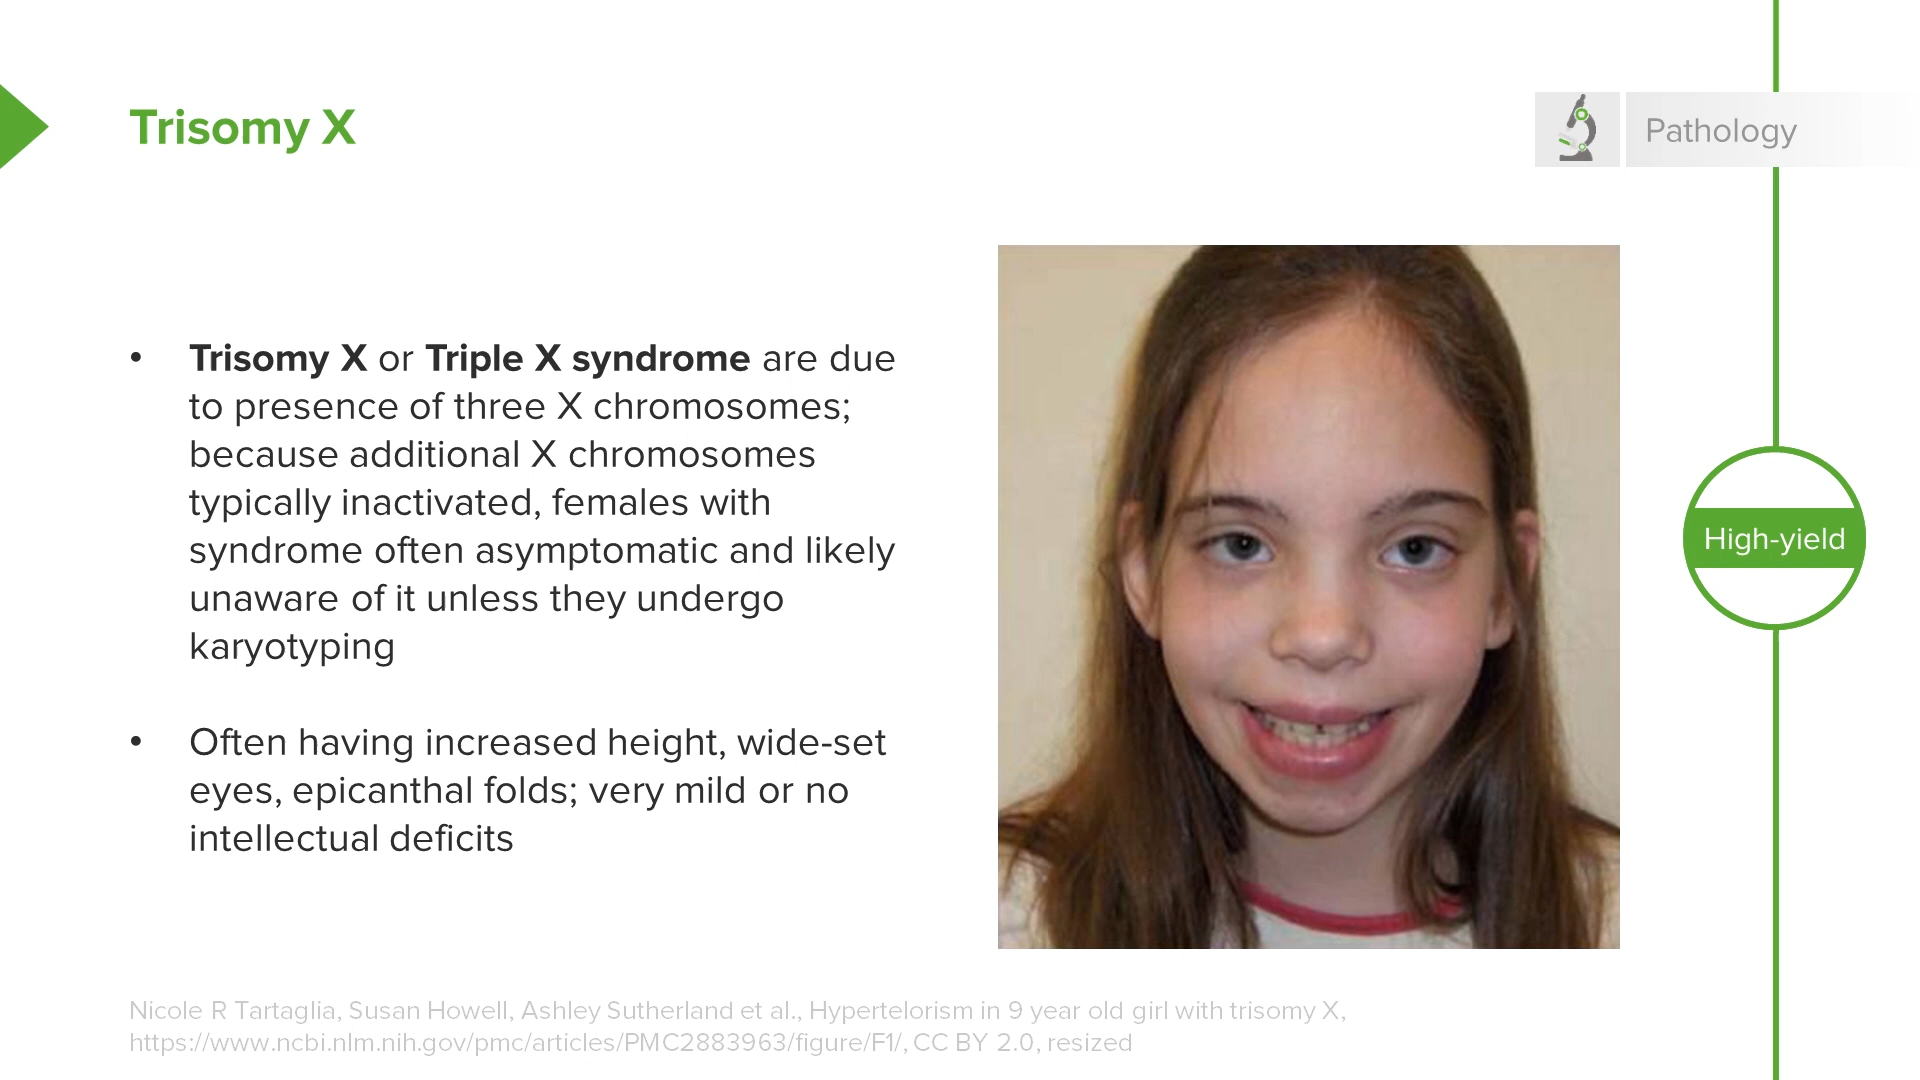 Trisomy X
Pathology
• Trisomy X or Triple X syndrome are due
to presence of three X chromosomes;
because additional X chromosomes
typically inactivated, females with
syndrome often asymptomatic and likely
unaware of it unless they undergo
karyotyping
• Often having increased height, wide-set
eyes, epicanthal folds; very mild or no
intellectual deficits
High-yield
Nicole R Tartaglia, Susan Howell, Ashley Sutherland et al., Hypertelorism in 9 year old girl with trisomy X,
https://www.ncbi.nlm.nih.gov/pmc/articles/PMC2883963/figure/F1/, CC BY 2.0, resized